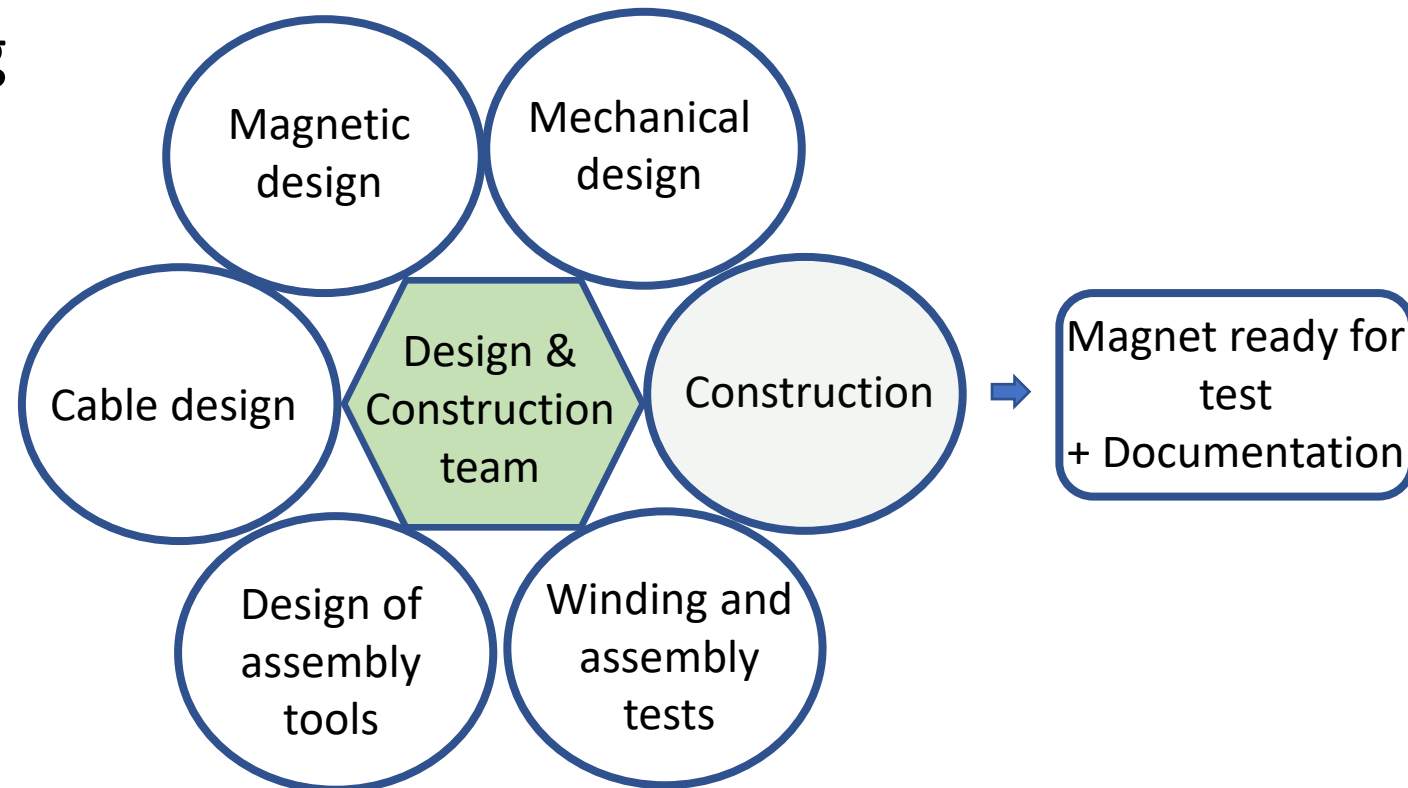 g
Magnetic
design
Mechanical
design
Cable design
Design &
Construction
team
Construction
Magnet ready for
test
+ Documentation
Design of
assembly
tools
Winding and
assembly
tests